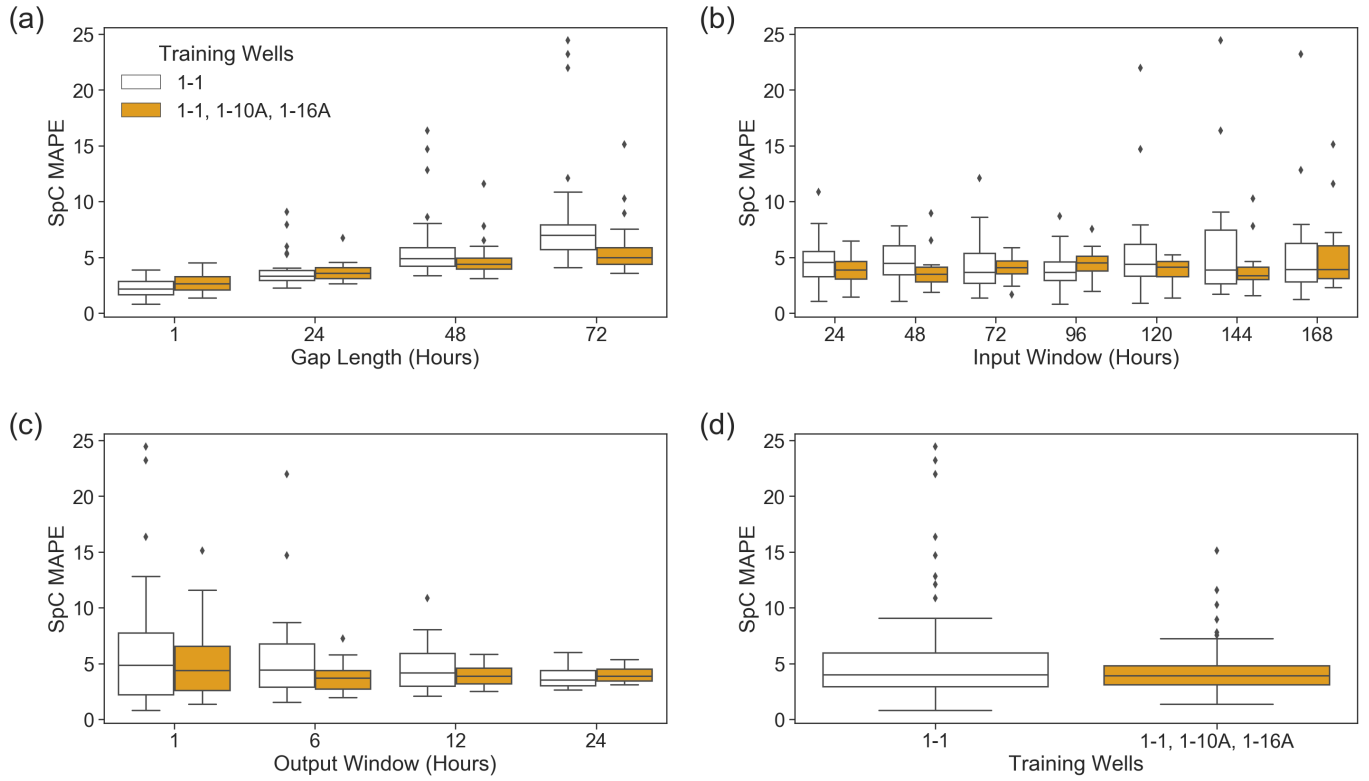 (a)
SpC MAPE
25
20
15
10
5
0
Training Wells
1-1
1-1, 1-10A, 1-16A
1 24 48 72
Gap Length (Hours)
(b)
SpC MAPE
25
20
15
10
5
0
24 48 72 96 120 144 168
Input Window (Hours)
(c)
SpC MAPE
25
20
15
10
5
0
1 6 12 24
Output Window (Hours)
(d)
SpC MAPE
25
20
15
10
5
0
1-1 1-1, 1-10A, 1-16A
Training Wells